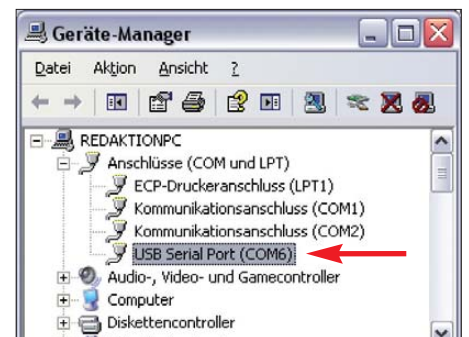 Geräte-Manager
Datei Aktion Ansicht ?
REDAKTIONPC
Anschlüsse (COM und LPT)
ECP-Druckeranschluss (LPT1)
Kommunikationsanschluss (COM1)
Kommunikationsanschluss (COM2)
USB Serial Port (COM6)
Audio-, Video- und Gamecontroller
Computer
Diskettencontroller